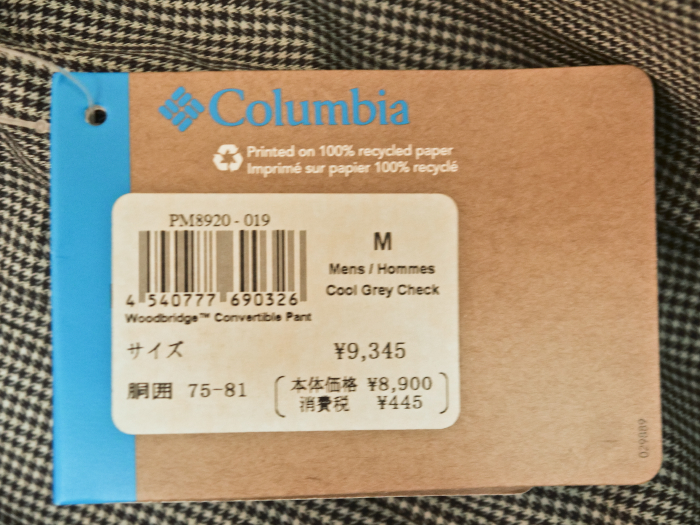 Columbia
Printed on 100% recycled paper
Imprimé sur papier 100% recyclé
PM8920-019
M
Mens / Hommes
Cool Grey Check
4 540777 690326
Woodbridge™ Convertible Pant
サイズ ¥9,345
胴囲 75-81
本体価格 ¥8,900
消費税 ¥445
029889